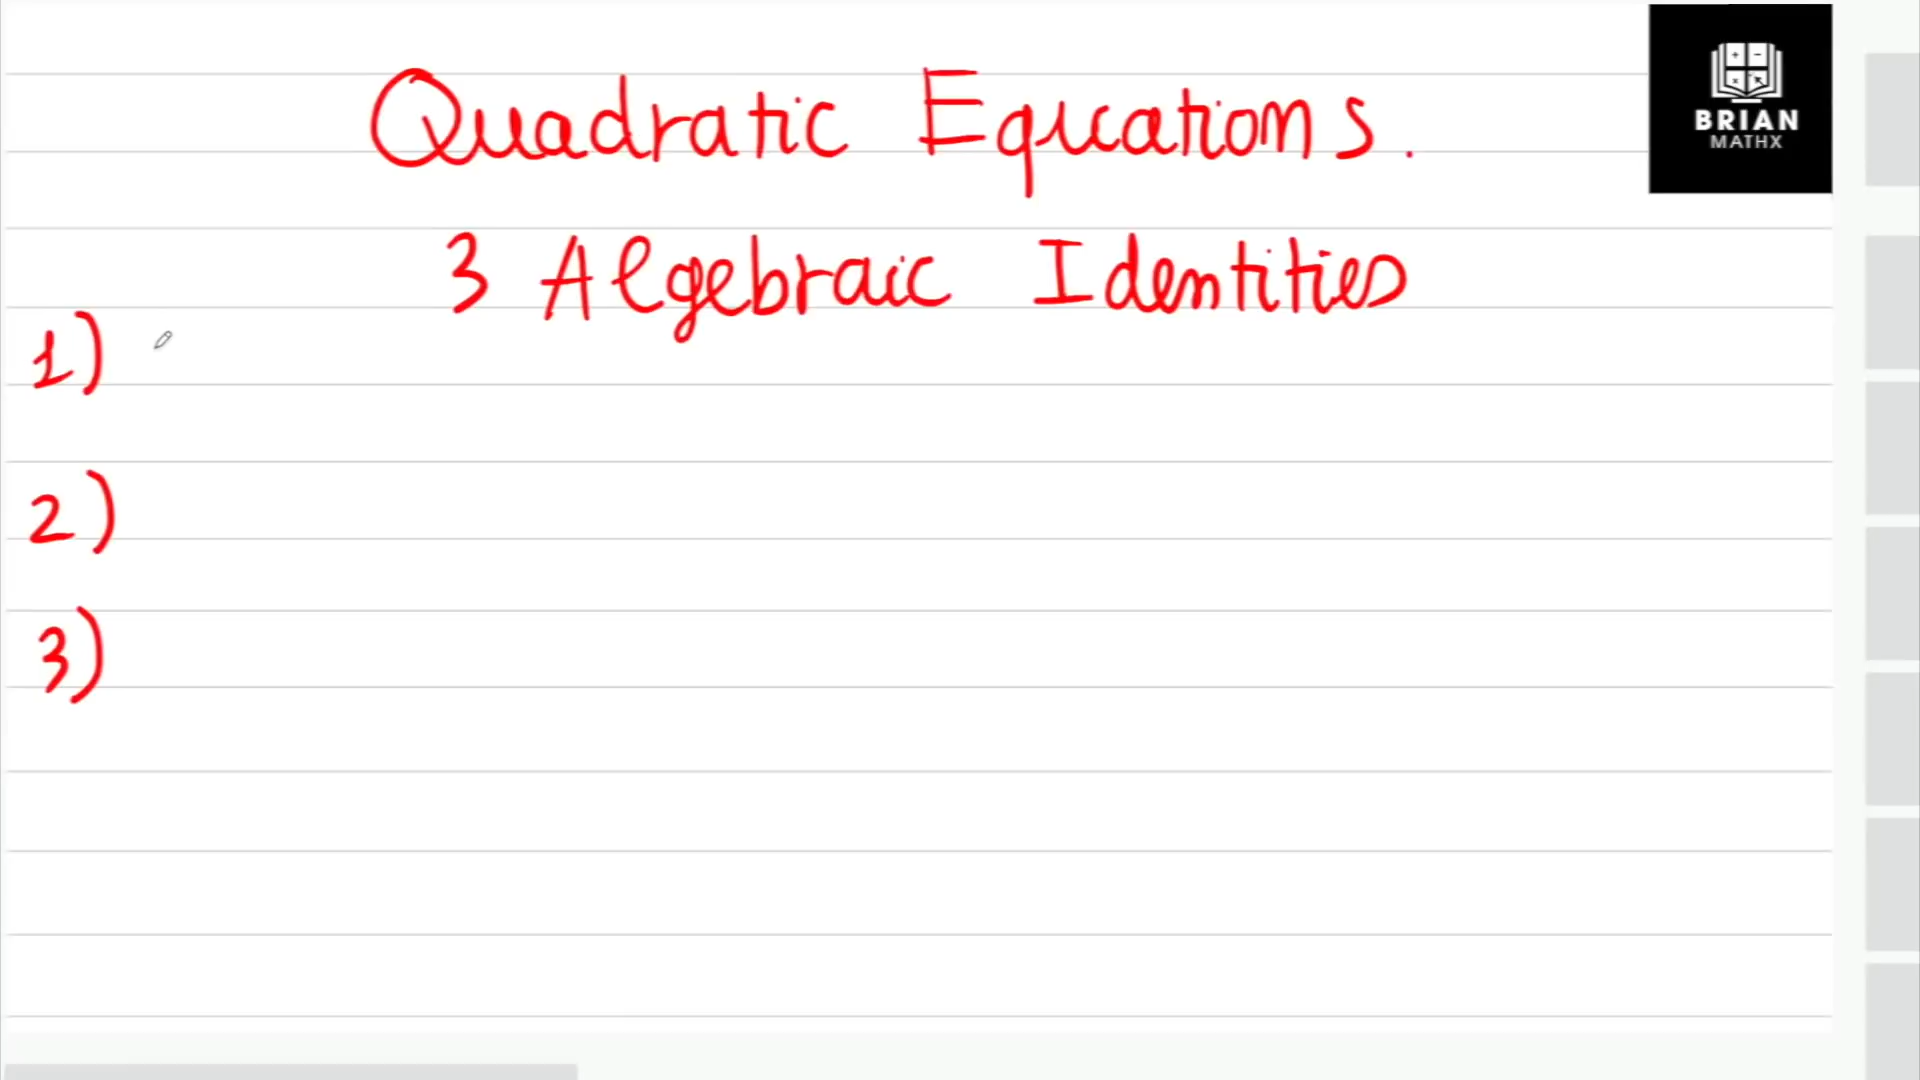 Quadratic Equations.
3 Algebraic Identities
1)
2)
3)
BRIAN
MATHX